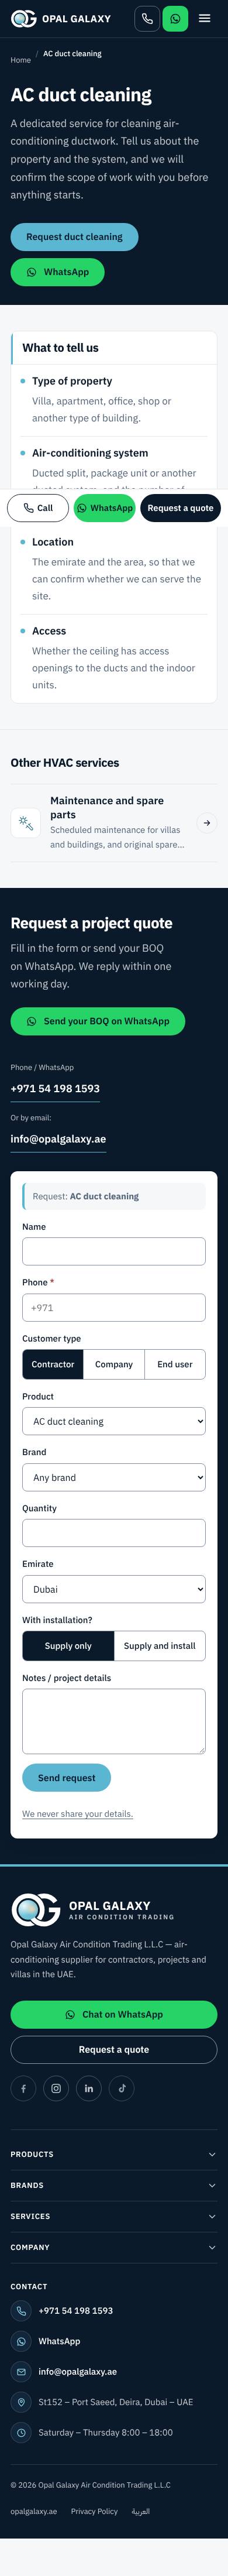 OPAL GALAXY
Home / AC duct cleaning
AC duct cleaning
A dedicated service for cleaning air-
conditioning ductwork. Tell us about the
property and the system, and we will
confirm the scope of work with you before
anything starts.
Request duct cleaning
WhatsApp
What to tell us
Type of property
Villa, apartment, office, shop or
another type of building.
Air-conditioning system
Ducted split, package unit or another
ducted system, and the number of
Call
WhatsApp
Request a quote
Location
The emirate and the area, so that we
can confirm whether we can serve the
site.
Access
Whether the ceiling has access
openings to the ducts and the indoor
units.
Other HVAC services
Maintenance and spare
parts
Scheduled maintenance for villas
and buildings, and original spare...
Request a project quote
Fill in the form or send your BOQ
on WhatsApp. We reply within one
working day.
Send your BOQ on WhatsApp
Phone / WhatsApp
+971 54 198 1593
Or by email:
info@opalgalaxy.ae
Request: AC duct cleaning
Name
Phone *
+971
Customer type
Contractor
Company
End user
Product
AC duct cleaning
Brand
Any brand
Quantity
Emirate
Dubai
With installation?
Supply only
Supply and install
Notes / project details
Send request
We never share your details.
OPAL GALAXY
AIR CONDITION TRADING
Opal Galaxy Air Condition Trading L.L.C — air-
conditioning supplier for contractors, projects and
villas in the UAE.
Chat on WhatsApp
Request a quote
PRODUCTS
BRANDS
SERVICES
COMPANY
CONTACT
+971 54 198 1593
WhatsApp
info@opalgalaxy.ae
St152 – Port Saeed, Deira, Dubai – UAE
Saturday – Thursday 8:00 – 18:00
© 2026 Opal Galaxy Air Condition Trading L.L.C
opalgalaxy.ae
Privacy Policy
العربية